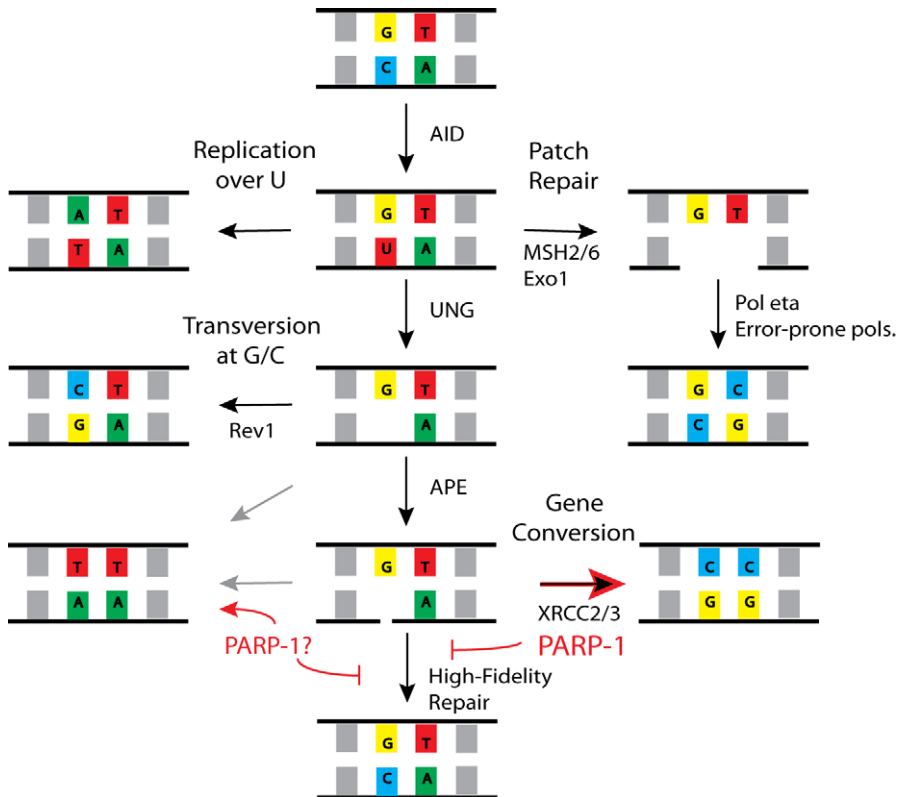 G T
C A
AID
Replication
over U
Patch
Repair
A T
T A
G T
U A
MSH2/6
Exo1
G T
UNG
Pol eta
Error-prone pols.
Transversion
at G/C
C T
G A
Rev1
G T
A
G C
C G
APE
Gene
Conversion
T T
A A
G T
A
XRCC2/3
PARP-1
C C
G G
PARP-1?
High-Fidelity
Repair
G T
C A